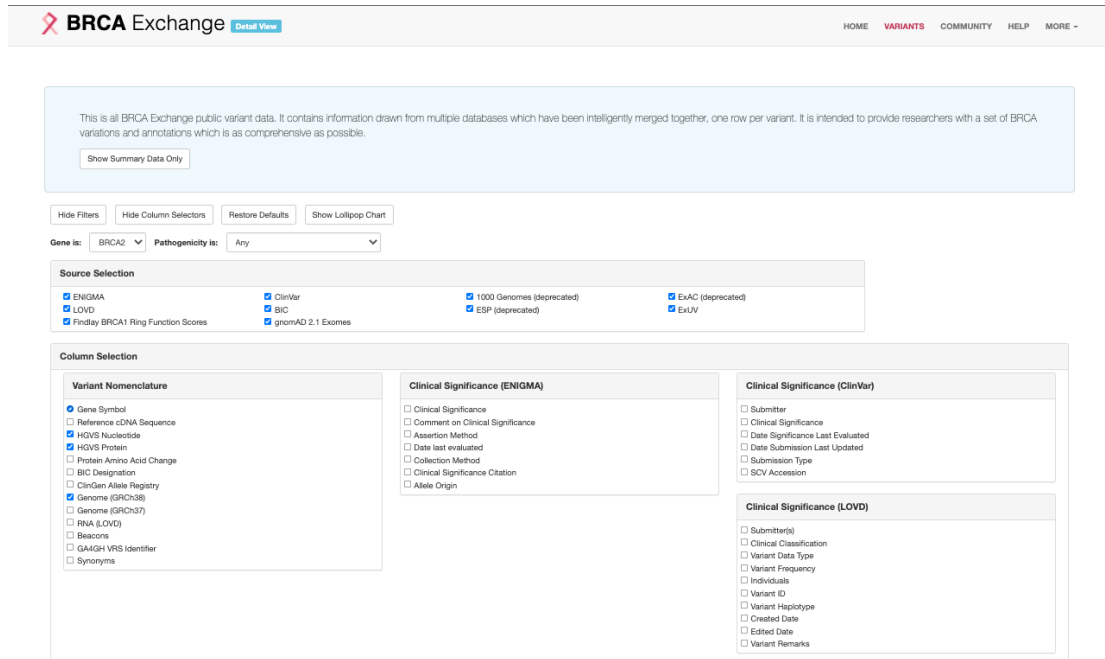 BRCA Exchange Detail View
HOME VARIANTS COMMUNITY HELP MORE
This is all BRCA Exchange public variant data. It contains information drawn from multiple databases which have been intelligently merged together, one row per variant. It is intended to provide researchers with a set of BRCA
variations and annotations which is as comprehensive as possible.
Show Summary Data Only
Hide Filters Hide Column Selectors Restore Defaults Show Lollipop Chart
Gene is: BRCA2 Pathogenicity is: Any
Source Selection
ENIGMA ClinVar 1000 Genomes (deprecated) ExAC (deprecated)
LOVD BIC ESP (deprecated) ExUV
Findlay BRCA1 Ring Function Scores gnomAD 2.1 Exomes
Column Selection
Variant Nomenclature
Gene Symbol
Reference cDNA Sequence
HGVS Nucleotide
HGVS Protein
Protein Amino Acid Change
BIC Designation
ClinGen Allele Registry
Genome (GRCh38)
Genome (GRCh37)
RNA (LOVD)
Beacons
GA4GH VRS Identifier
Synonyms
Clinical Significance (ENIGMA)
Clinical Significance
Comment on Clinical Significance
Assertion Method
Date last evaluated
Collection Method
Clinical Significance Citation
Allele Origin
Clinical Significance (ClinVar)
Submitter
Clinical Significance
Date Significance Last Evaluated
Date Submission Last Updated
Submission Type
SCV Accession
Clinical Significance (LOVD)
Submitter(s)
Clinical Classification
Variant Data Type
Variant Frequency
Individuals
Variant ID
Variant Haplotype
Created Date
Edited Date
Variant Remarks